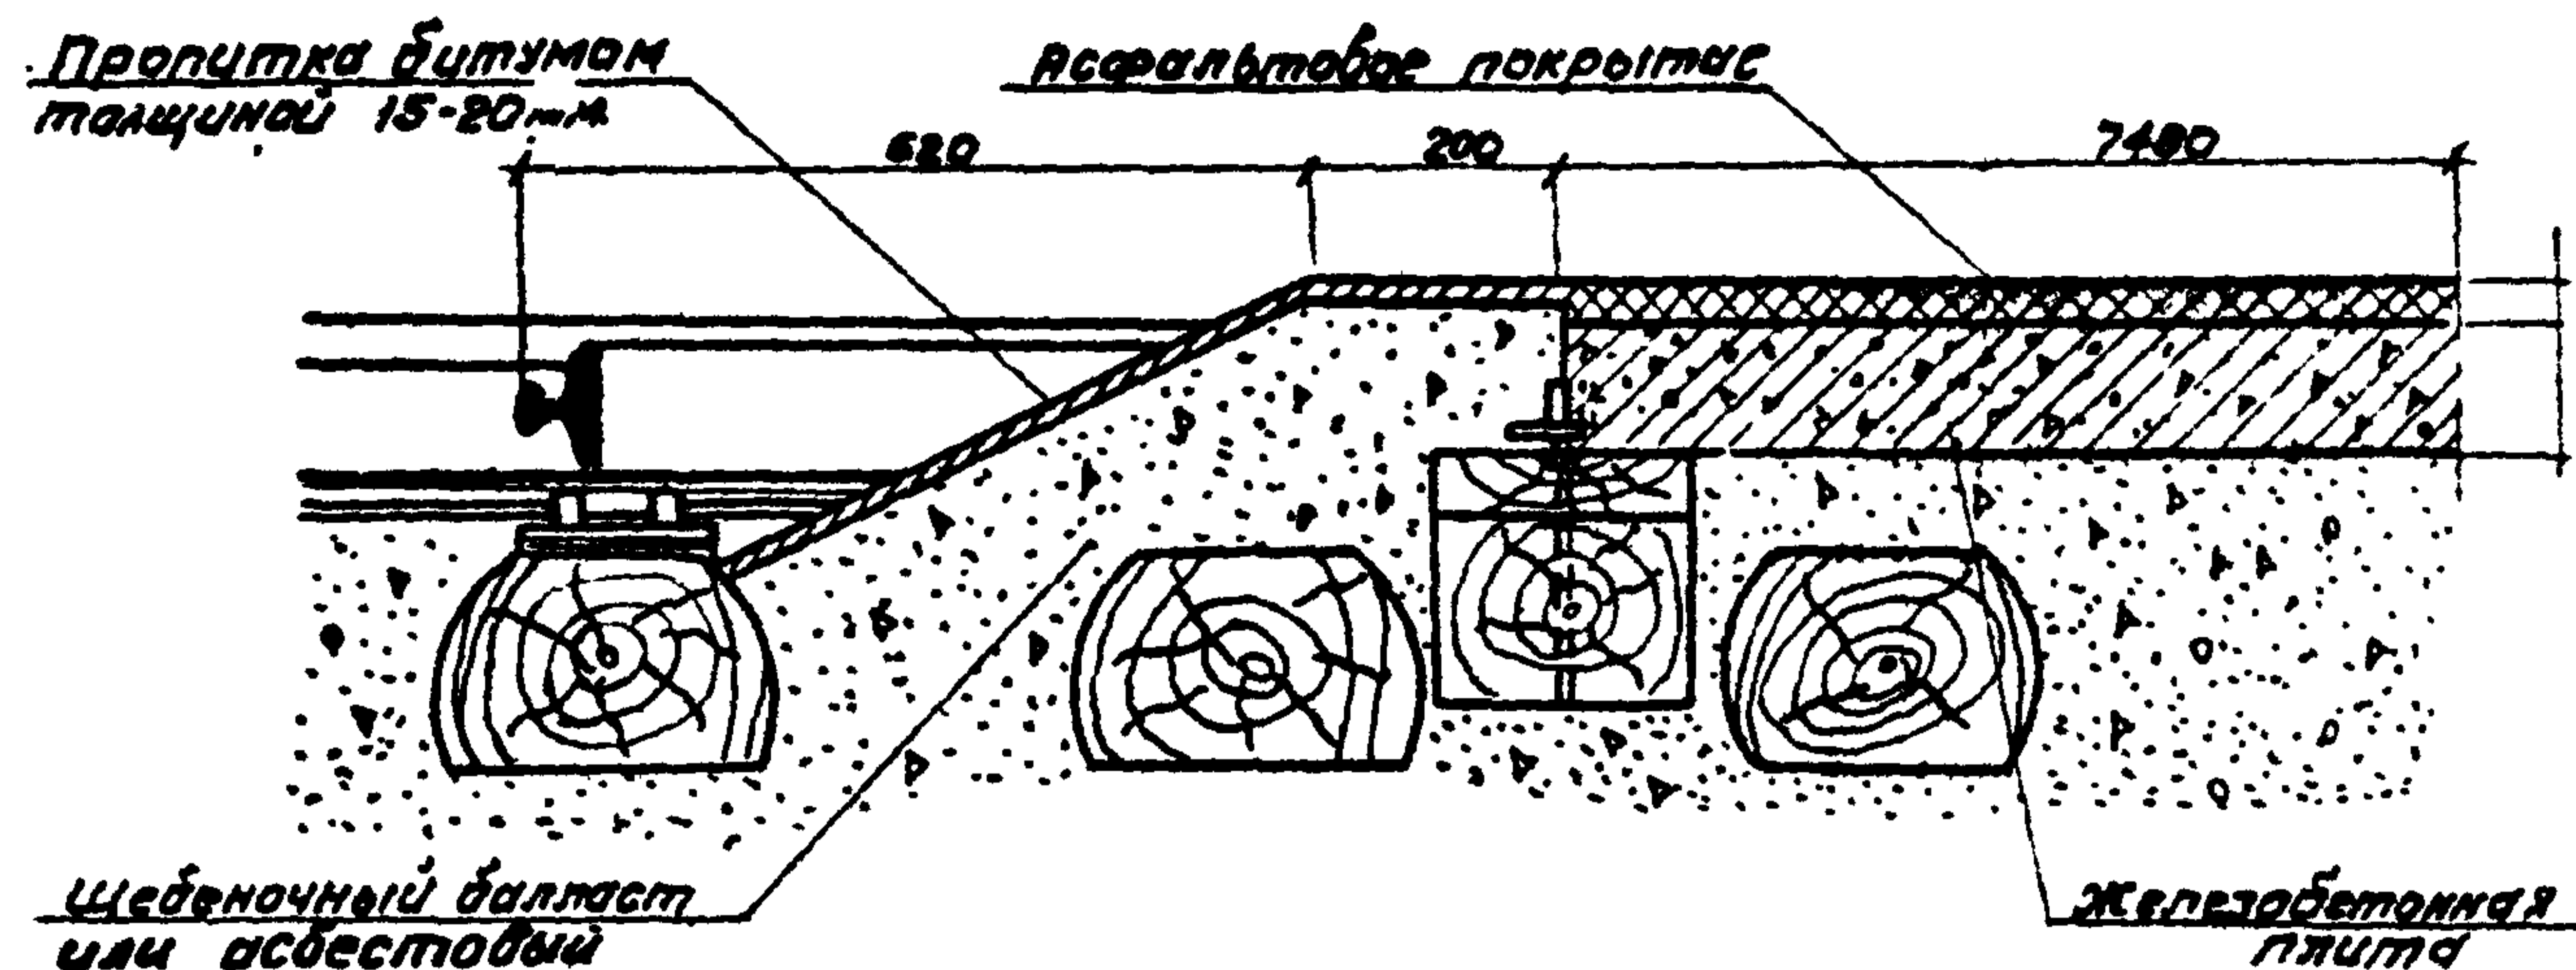 Пропитка битумом
толщиной 15-20мм
Асфальтовое покрытие
620
200
7480
Щебеночный балласт
или асбестовый
Железобетонная
плита